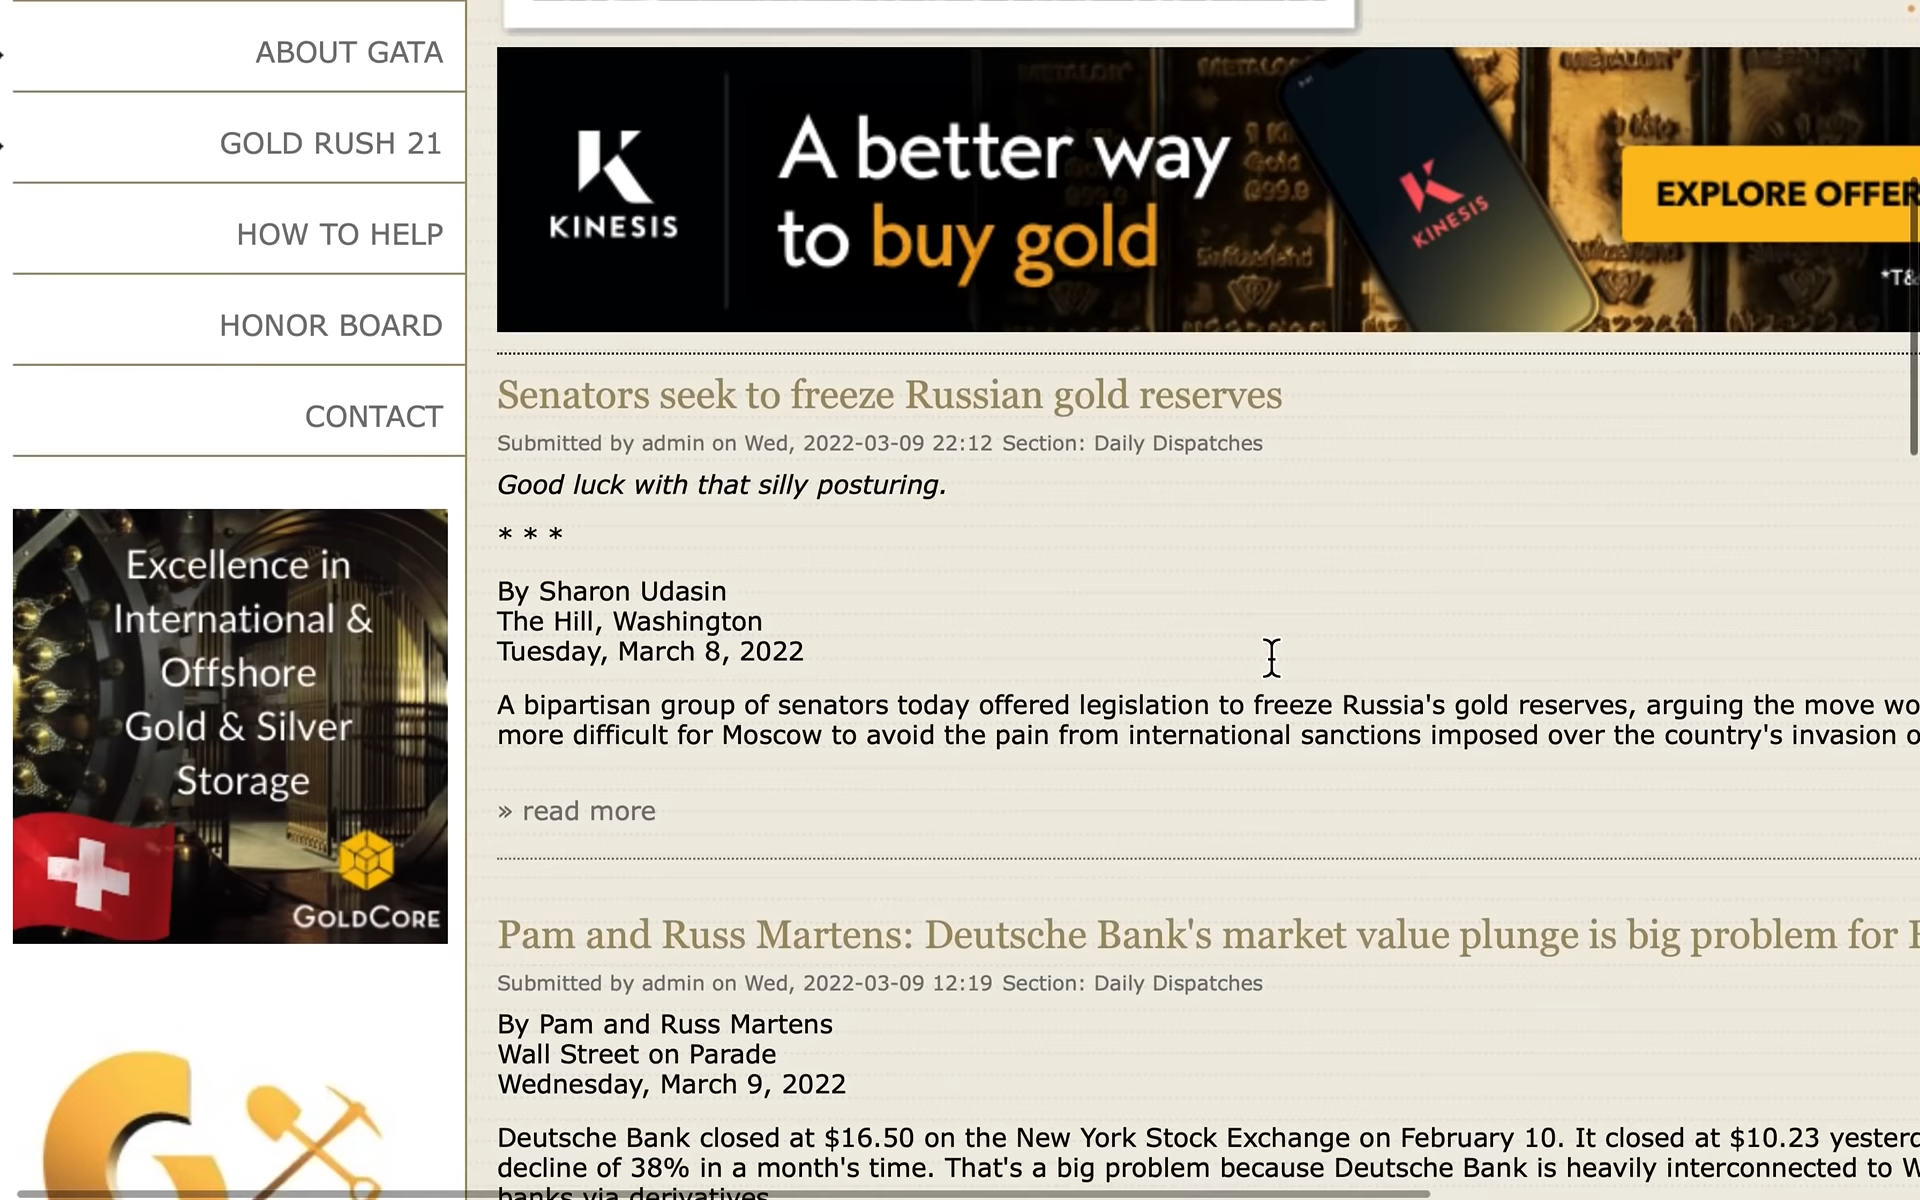 ABOUT GATA
GOLD RUSH 21
HOW TO HELP
HONOR BOARD
CONTACT
Excellence in
International &
Offshore
Gold & Silver
Storage
GOLDCORE
KINESIS
A better way
to buy gold
KINESIS
EXPLORE OFFER
*T&
Senators seek to freeze Russian gold reserves
Submitted by admin on Wed, 2022-03-09 22:12 Section: Daily Dispatches
Good luck with that silly posturing.
* * *
By Sharon Udasin
The Hill, Washington
Tuesday, March 8, 2022
A bipartisan group of senators today offered legislation to freeze Russia's gold reserves, arguing the move wo
more difficult for Moscow to avoid the pain from international sanctions imposed over the country's invasion o
» read more
Pam and Russ Martens: Deutsche Bank's market value plunge is big problem for
Submitted by admin on Wed, 2022-03-09 12:19 Section: Daily Dispatches
By Pam and Russ Martens
Wall Street on Parade
Wednesday, March 9, 2022
Deutsche Bank closed at $16.50 on the New York Stock Exchange on February 10. It closed at $10.23 yesterd
decline of 38% in a month's time. That's a big problem because Deutsche Bank is heavily interconnected to W
banks via derivatives